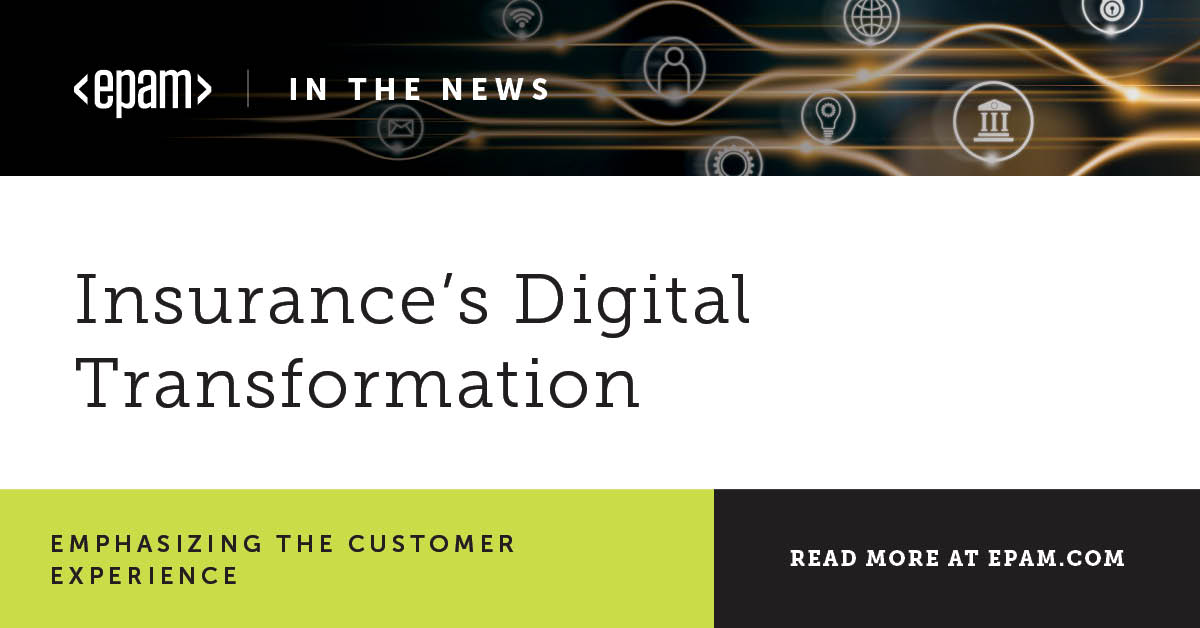 <epam> | IN THE NEWS
Insurance’s Digital
Transformation
EMPHASIZING THE CUSTOMER
EXPERIENCE
READ MORE AT EPAM.COM